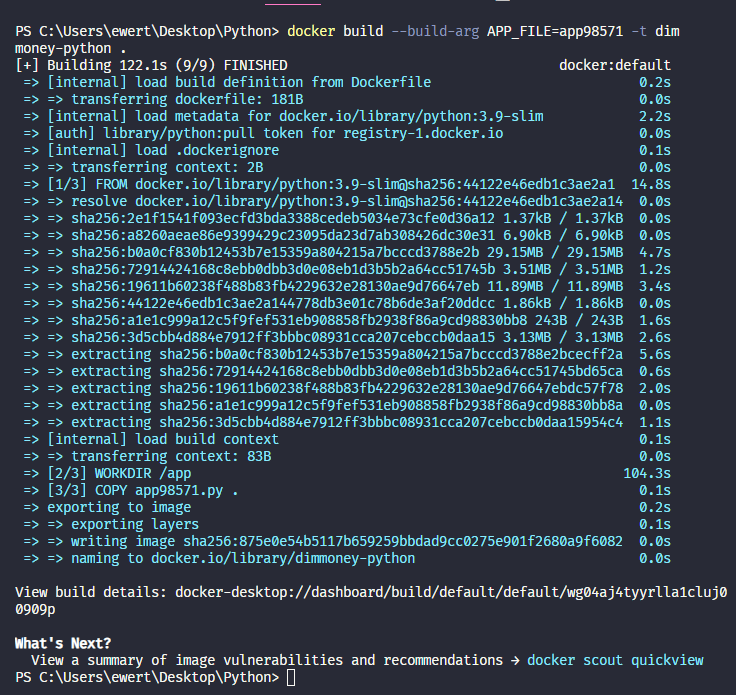 PS C:\Users\ewert\Desktop\Python> docker build --build-arg APP_FILE=app98571 -t dim
money-python .
[+] Building 122.1s (9/9) FINISHED docker:default
=> [internal] load build definition from Dockerfile 0.2s
=> => transferring dockerfile: 181B 0.0s
=> [internal] load metadata for docker.io/library/python:3.9-slim 2.2s
=> [auth] library/python:pull token for registry-1.docker.io 0.0s
=> [internal] load .dockerignore 0.1s
=> => transferring context: 2B 0.0s
=> [1/3] FROM docker.io/library/python:3.9-slim@sha256:44122e46edb1c3ae2a1 14.8s
=> => resolve docker.io/library/python:3.9-slim@sha256:44122e46edb1c3ae2a14 0.0s
=> => sha256:2e1f1541f093ecfd3bda3388cedeb5034e73cfe0d36a12 1.37kB / 1.37kB 0.0s
=> => sha256:a8260aeae86e9399429c23095da23d7ab308426dc30e31 6.90kB / 6.90kB 0.0s
=> => sha256:b0a0cf830b12453b7e15359a804215a7bcccd3788e2b 29.15MB / 29.15MB 4.7s
=> => sha256:72914424168c8ebb0dbb3d0e08eb1d3b5b2a64cc51745b 3.51MB / 3.51MB 1.2s
=> => sha256:19611b60238f488b83fb4229632e28130ae9d76647eb 11.89MB / 11.89MB 3.4s
=> => sha256:44122e46edb1c3ae2a144778db3e01c78b6de3af20ddcc 1.86kB / 1.86kB 0.0s
=> => sha256:a1e1c999a12c5f9fef531eb908858fb2938f86a9cd98830bb8 243B / 243B 1.6s
=> => sha256:3d5cbb4d884e7912ff3bbbc08931cca207cebccb0daa15 3.13MB / 3.13MB 2.6s
=> => extracting sha256:b0a0cf830b12453b7e15359a804215a7bcccd3788e2bcecff2a 5.6s
=> => extracting sha256:72914424168c8ebb0dbb3d0e08eb1d3b5b2a64cc51745bd65ca 0.6s
=> => extracting sha256:19611b60238f488b83fb4229632e28130ae9d76647ebdc57f78 2.0s
=> => extracting sha256:a1e1c999a12c5f9fef531eb908858fb2938f86a9cd98830bb8a 0.0s
=> => extracting sha256:3d5cbb4d884e7912ff3bbbc08931cca207cebccb0daa15954c4 1.1s
=> [internal] load build context 0.1s
=> => transferring context: 83B 0.0s
=> [2/3] WORKDIR /app 104.3s
=> [3/3] COPY app98571.py . 0.1s
=> exporting to image 0.2s
=> => exporting layers 0.1s
=> => writing image sha256:875e0e54b5117b659259bbdad9cc0275e901f2680a9f6082 0.0s
=> => naming to docker.io/library/dimmoney-python 0.0s
View build details: docker-desktop://dashboard/build/default/default/wg04aj4tyyrlla1cluj0
0909p
What's Next?
View a summary of image vulnerabilities and recommendations → docker scout quickview
PS C:\Users\ewert\Desktop\Python>